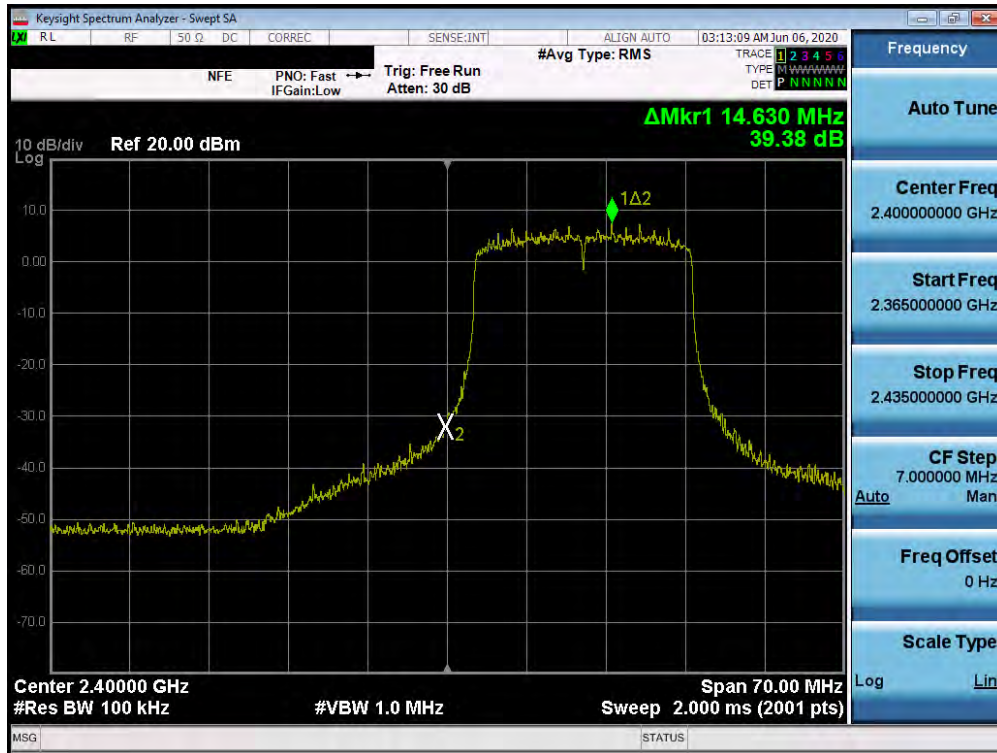 Keysight Spectrum Analyzer - Swept SA
LXI RL RF 50 Ω DC CORREC SENSE:INT ALIGN AUTO 03:13:09 AM Jun 06, 2020
NFE
PNO: Fast
IFGain:Low
Trig: Free Run
Atten: 30 dB
#Avg Type: RMS
TRACE 1 2 3 4 5 6
TYPE M W W W W W
DET P N N N N N
ΔMkr1 14.630 MHz
39.38 dB
10 dB/div
Log
Ref 20.00 dBm
10.0
0.00
-10.0
-20.0
-30.0
-40.0
-50.0
-60.0
-70.0
1Δ2
X2
Center 2.40000 GHz
Span 70.00 MHz
#Res BW 100 kHz
#VBW 1.0 MHz
Sweep 2.000 ms (2001 pts)
MSG
STATUS
Frequency
Auto Tune
Center Freq
2.400000000 GHz
Start Freq
2.365000000 GHz
Stop Freq
2.435000000 GHz
CF Step
7.000000 MHz
Auto Man
Freq Offset
0 Hz
Scale Type
Log Lin